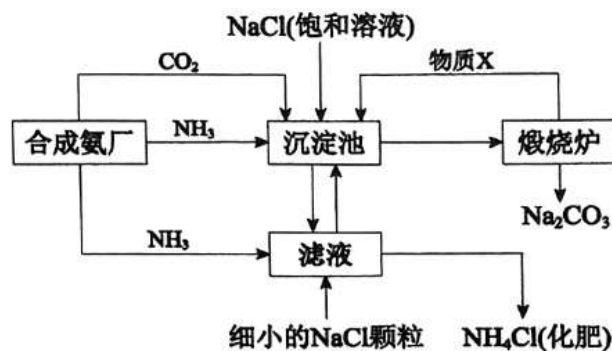 NaCl(饱和溶液)
CO₂
物质X
合成氨厂
NH₃
沉淀池
煅烧炉
Na₂CO₃
NH₃
滤液
细小的NaCl颗粒
NH₄Cl(化肥)